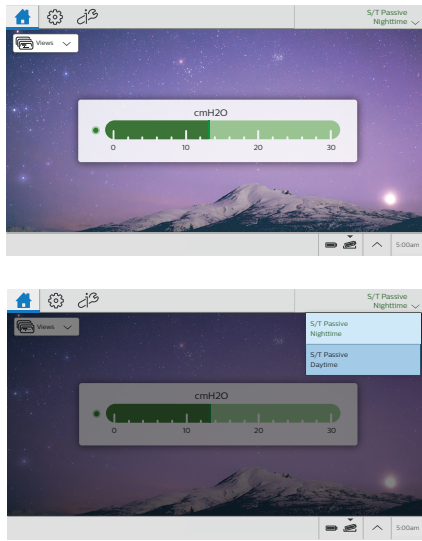 S/T Passive
Nighttime
Views
cmH2O
0 10 20 30
5:00am
S/T Passive
Nighttime
Views
S/T Passive
Nighttime
S/T Passive
Daytime
cmH2O
0 10 20 30
5:00am